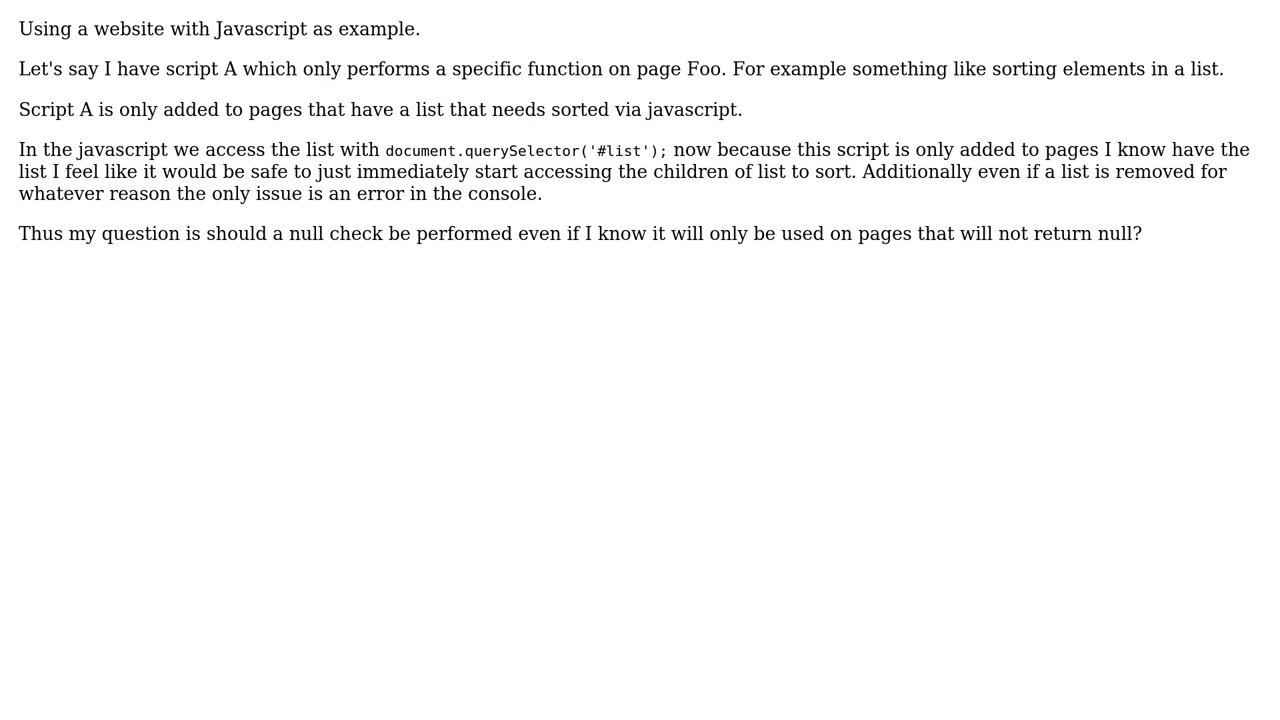 Using a website with Javascript as example.
Let's say I have script A which only performs a specific function on page Foo. For example something like sorting elements in a list.
Script A is only added to pages that have a list that needs sorted via javascript.
In the javascript we access the list with document.querySelector('#list'); now because this script is only added to pages I know have the
list I feel like it would be safe to just immediately start accessing the children of list to sort. Additionally even if a list is removed for
whatever reason the only issue is an error in the console.
Thus my question is should a null check be performed even if I know it will only be used on pages that will not return null?